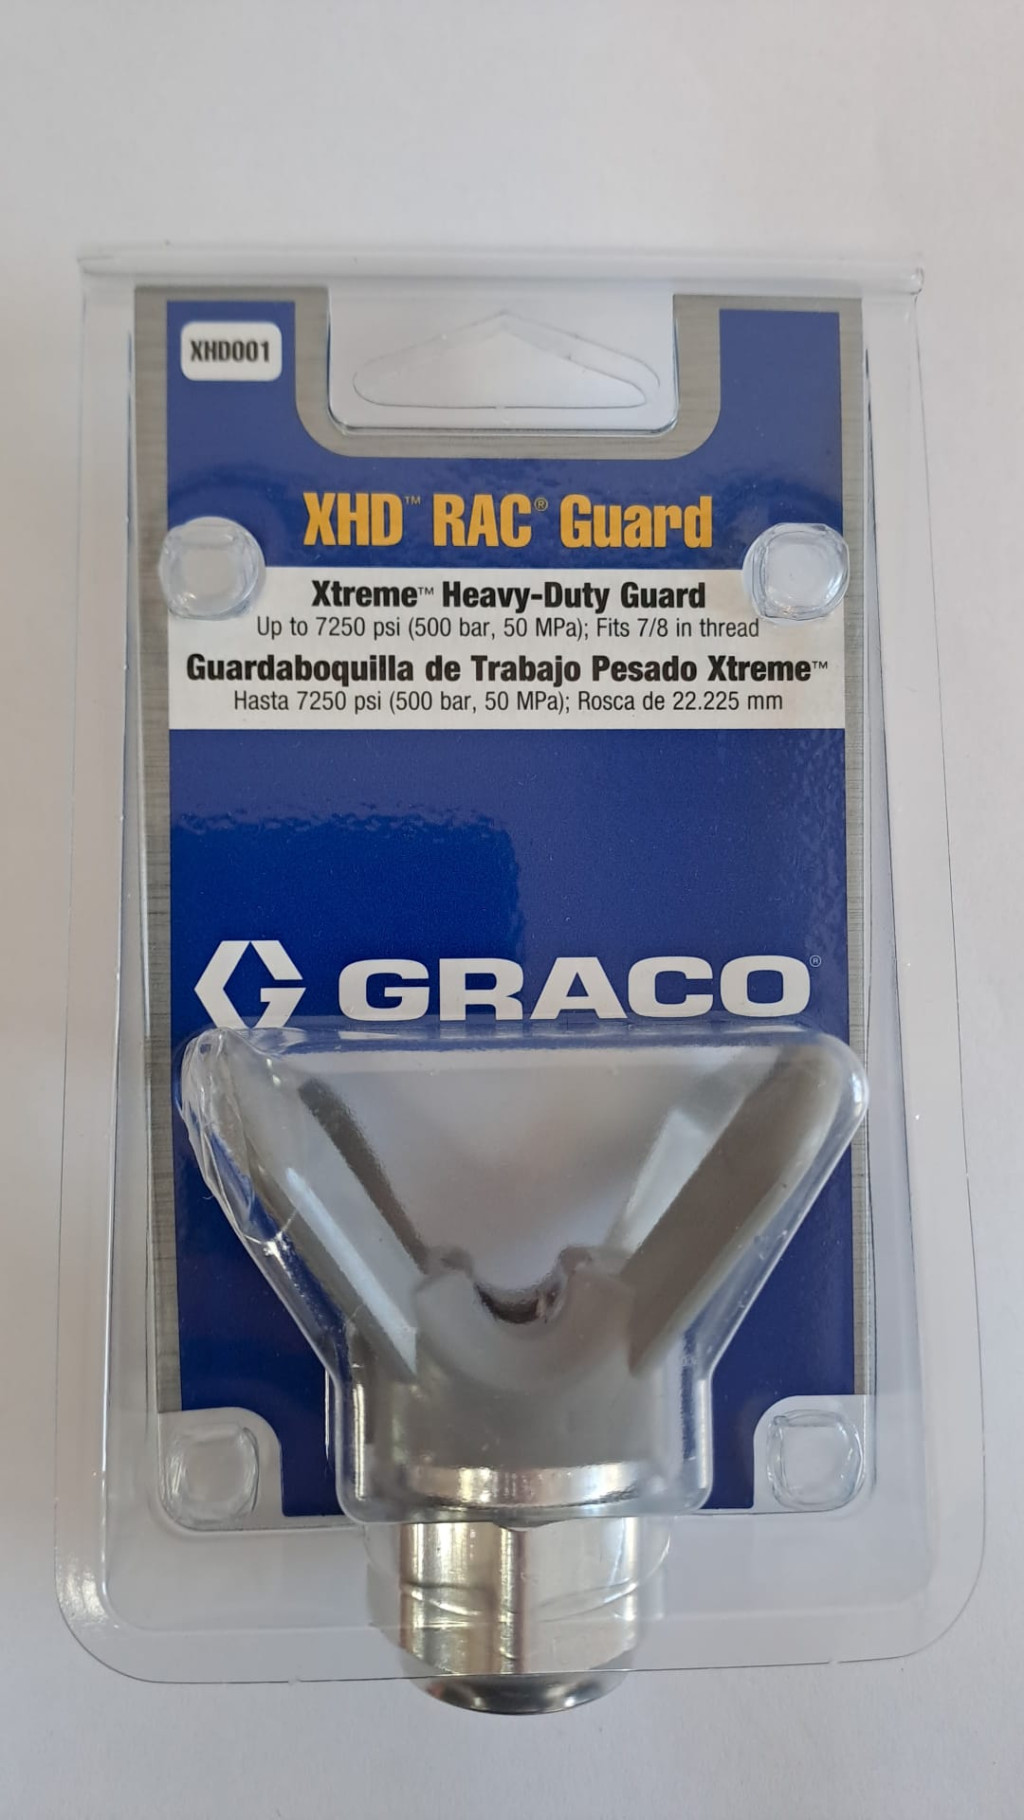 XHD001
XHD™ RAC® Guard
Xtreme™ Heavy-Duty Guard
Up to 7250 psi (500 bar, 50 MPa); Fits 7/8 in thread
Guardaboquilla de Trabajo Pesado Xtreme™
Hasta 7250 psi (500 bar, 50 MPa); Rosca de 22.225 mm
GRACO®